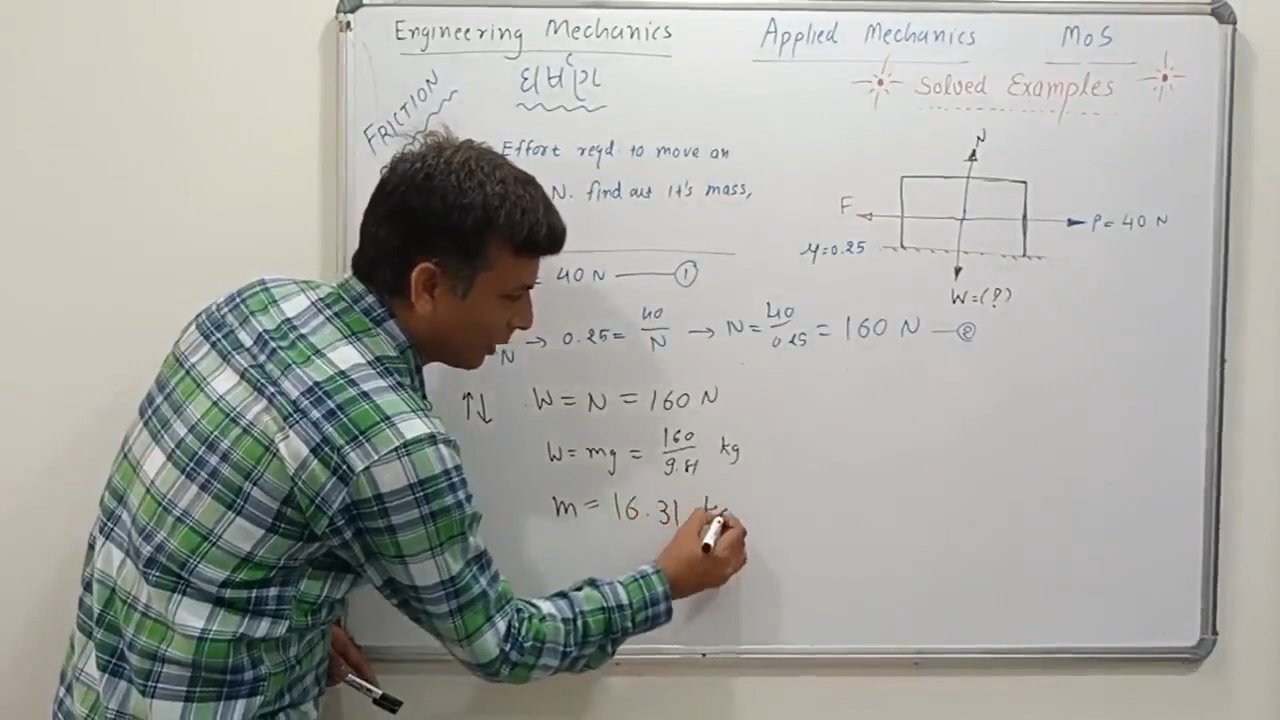 Engineering Mechanics
Applied Mechanics
MoS
ઘર્ષણ
Solved Examples
FRICTION
Effort reqd to move an
N. find out it's mass,
N
F
P= 40 N
μ=0.25
W=(?)
= 40 N ——— ①
N → 0.25= 40/N → N= 40/0.25 = 160 N — ②
↑↓ W = N = 160 N
W= mg = 160/9.81 kg
m = 16.31